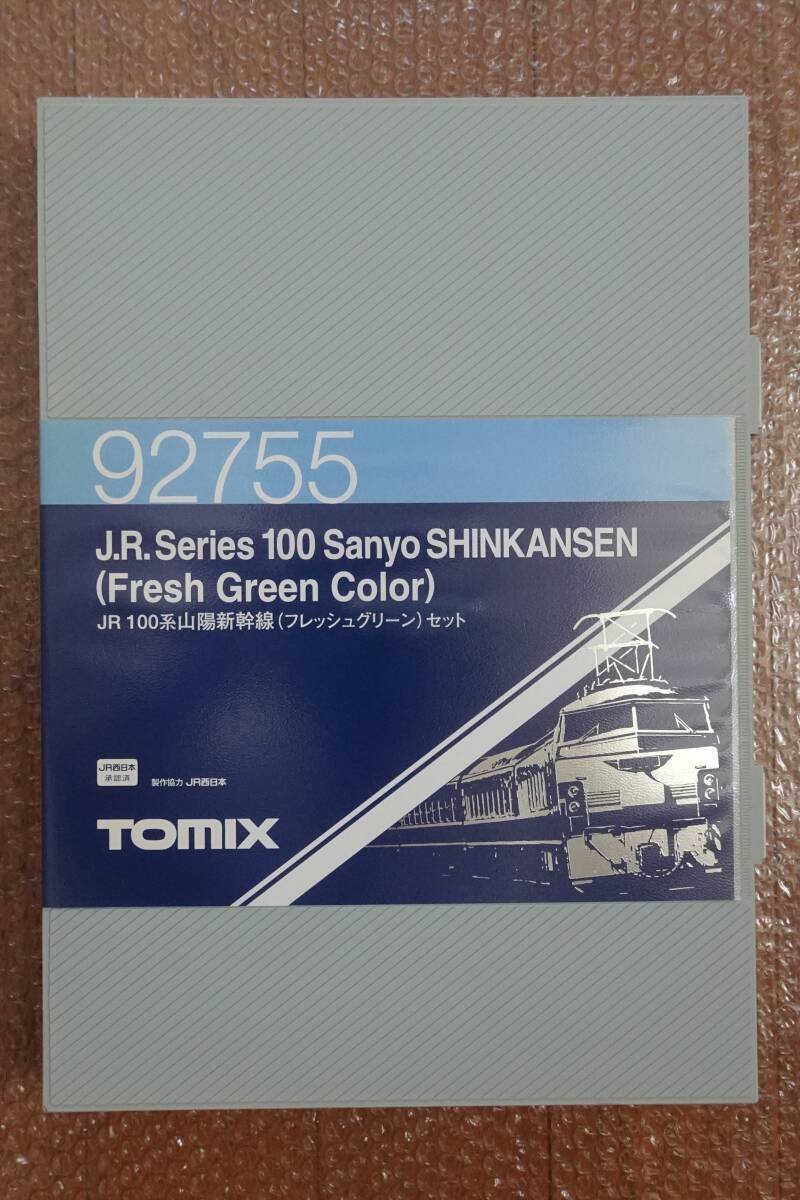 92755
J.R. Series 100 Sanyo SHINKANSEN
(Fresh Green Color)
JR 100系山陽新幹線(フレッシュグリーン)セット
JR西日本
承認済
製作協力 JR西日本
TOMIX